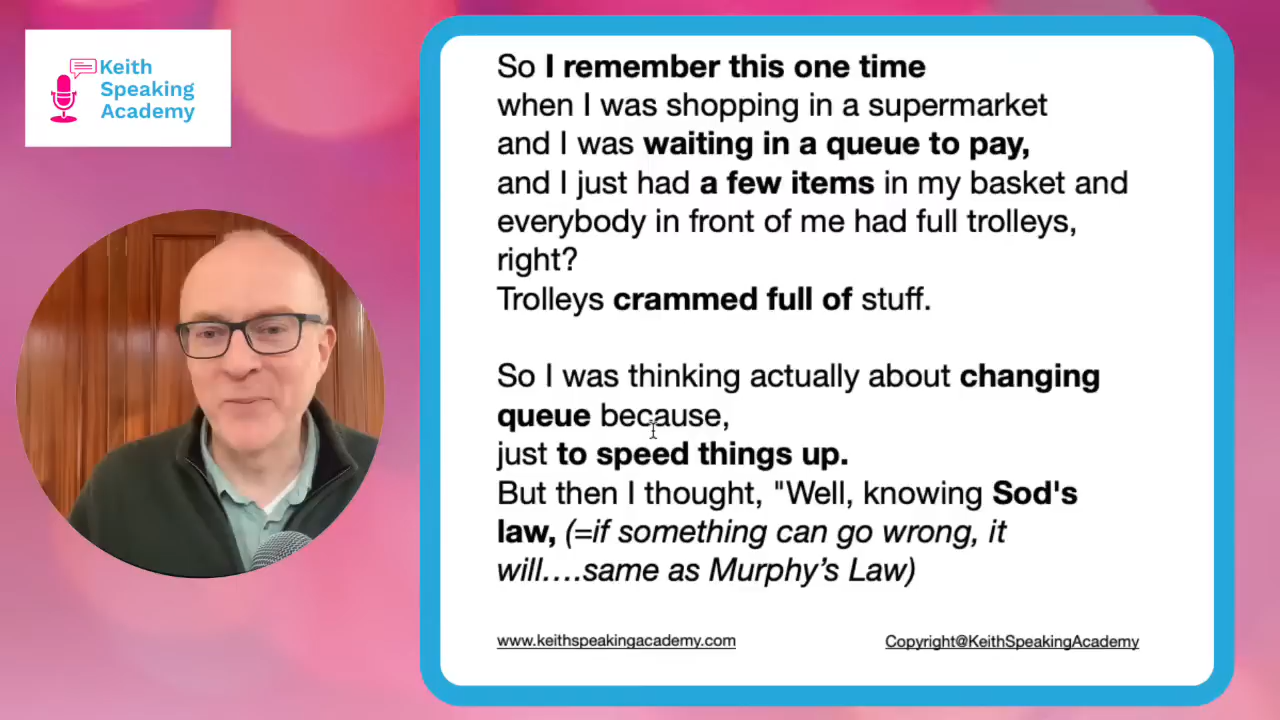 Keith
Speaking
Academy
So I remember this one time
when I was shopping in a supermarket
and I was waiting in a queue to pay,
and I just had a few items in my basket and
everybody in front of me had full trolleys,
right?
Trolleys crammed full of stuff.
So I was thinking actually about changing
queue because,
just to speed things up.
But then I thought, "Well, knowing Sod's
law, (=if something can go wrong, it
will….same as Murphy’s Law)
www.keithspeakingacademy.com
Copyright@KeithSpeakingAcademy